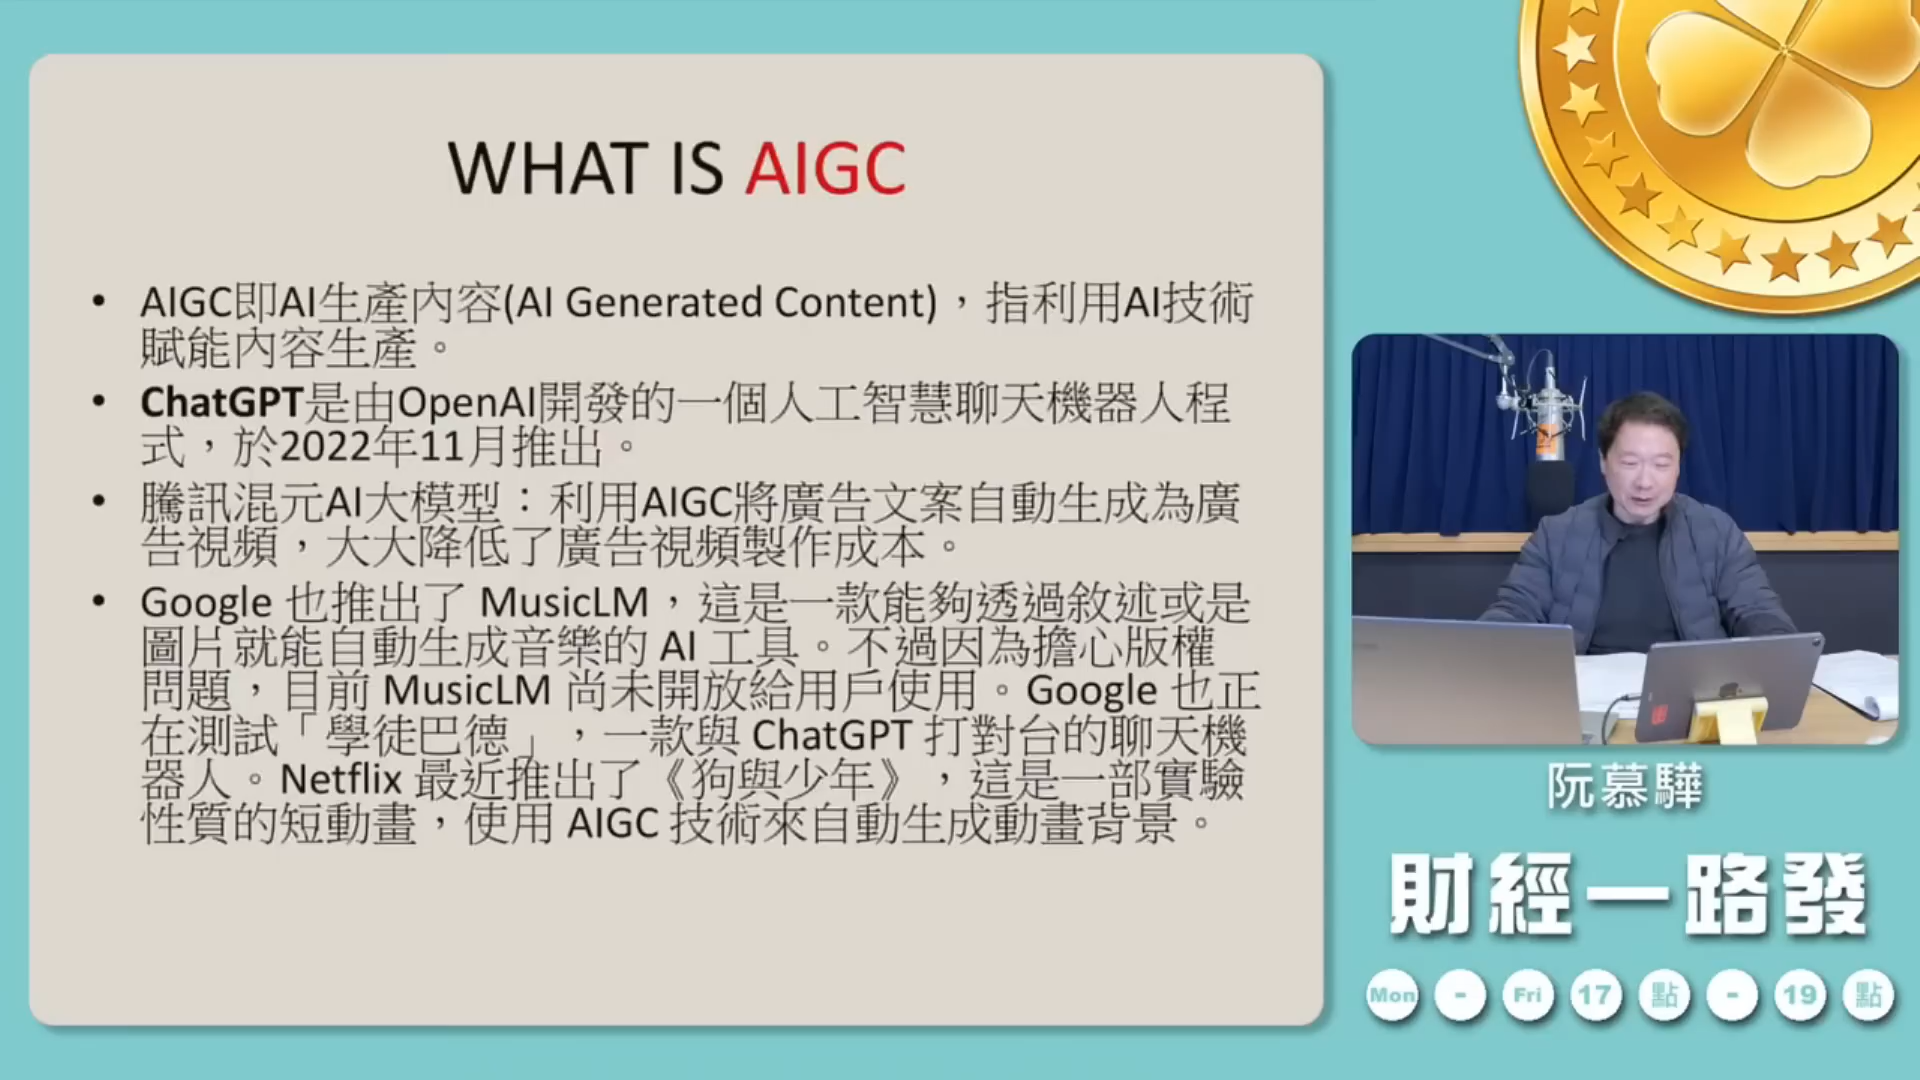 WHAT IS AIGC
• AIGC即AI生產內容(AI Generated Content)，指利用AI技術
賦能內容生產。
• ChatGPT是由OpenAI開發的一個人工智慧聊天機器人程
式，於2022年11月推出。
• 騰訊混元AI大模型：利用AIGC將廣告文案自動生成為廣
告視頻，大大降低了廣告視頻製作成本。
• Google 也推出了 MusicLM，這是一款能夠透過敘述或是
圖片就能自動生成音樂的 AI 工具。不過因為擔心版權
問題，目前 MusicLM 尚未開放給用戶使用。Google 也正
在測試「學徒巴德」，一款與 ChatGPT 打對台的聊天機
器人。Netflix 最近推出了《狗與少年》，這是一部實驗
性質的短動畫，使用 AIGC 技術來自動生成動畫背景。
阮慕驊
財經一路發
Mon - Fri 17 點 - 19 點